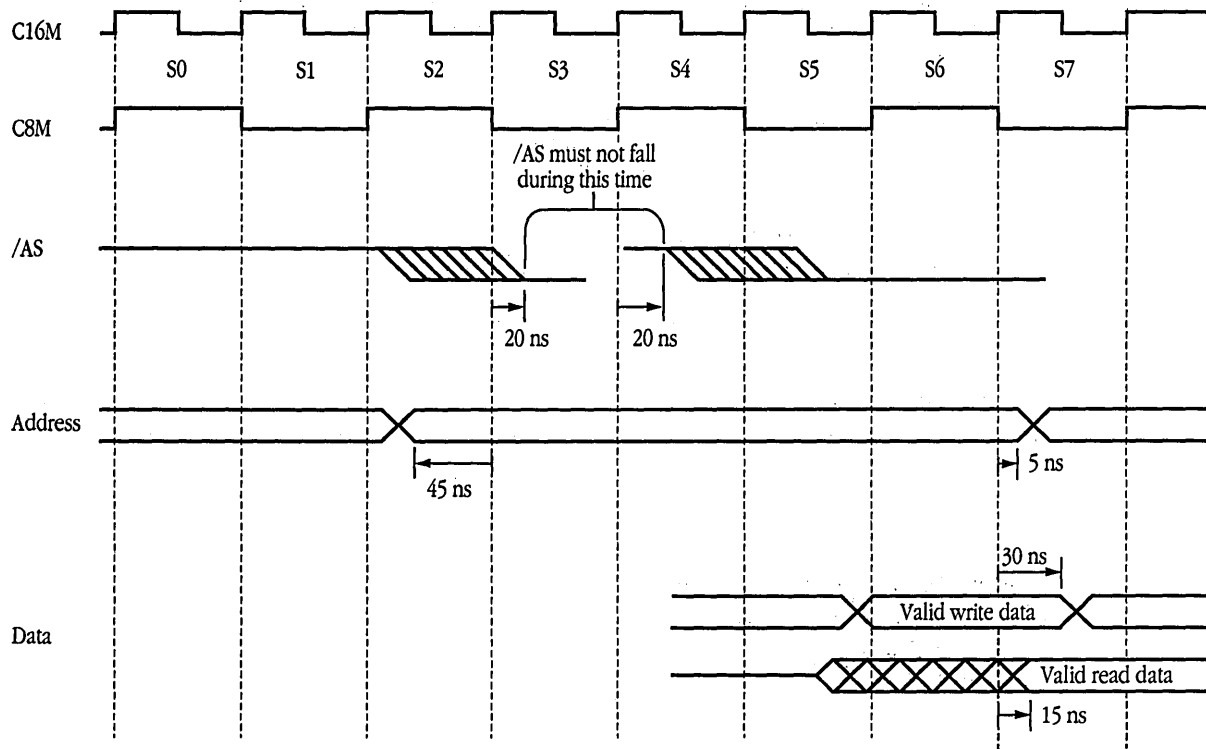 C16M
S0 S1 S2 S3 S4 S5 S6 S7
C8M
/AS must not fall
during this time
/AS
20 ns
20 ns
Address
45 ns
5 ns
30 ns
Valid write data
Data
Valid read data
15 ns